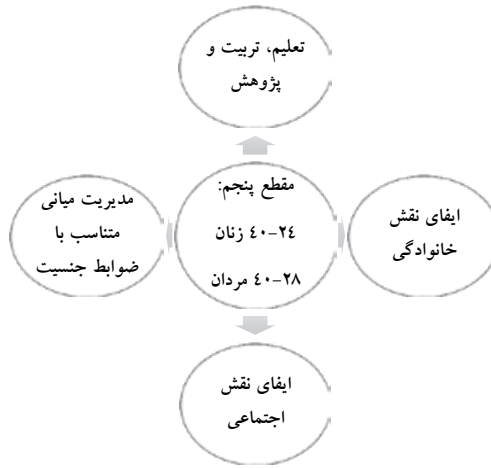 تعلیم، تربیت و
پژوهش
مقطع پنجم:
۲۴-۴۰ زنان
۲۸-۴۰ مردان
ایفای نقش
خانوادگی
مدیریت میانی
متناسب با
ضوابط جنسیت
ایفای نقش
اجتماعی